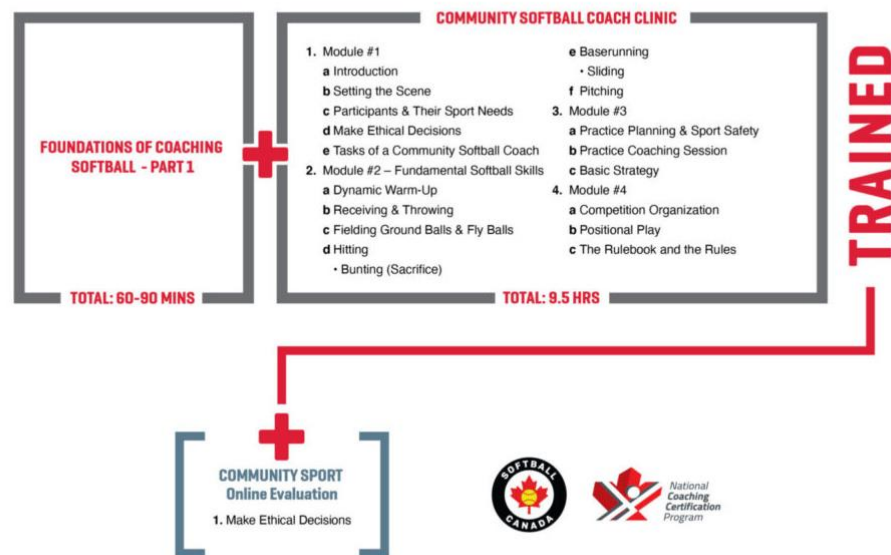 FOUNDATIONS OF COACHING
SOFTBALL - PART 1
TOTAL: 60-90 MINS
COMMUNITY SOFTBALL COACH CLINIC
1. Module #1
a Introduction
b Setting the Scene
c Participants & Their Sport Needs
d Make Ethical Decisions
e Tasks of a Community Softball Coach
2. Module #2 – Fundamental Softball Skills
a Dynamic Warm-Up
b Receiving & Throwing
c Fielding Ground Balls & Fly Balls
d Hitting
• Bunting (Sacrifice)
e Baserunning
• Sliding
f Pitching
3. Module #3
a Practice Planning & Sport Safety
b Practice Coaching Session
c Basic Strategy
4. Module #4
a Competition Organization
b Positional Play
c The Rulebook and the Rules
TOTAL: 9.5 HRS
TRAINED
COMMUNITY SPORT
Online Evaluation
1. Make Ethical Decisions
SOFTBALL
CANADA
National
Coaching
Certification
Program